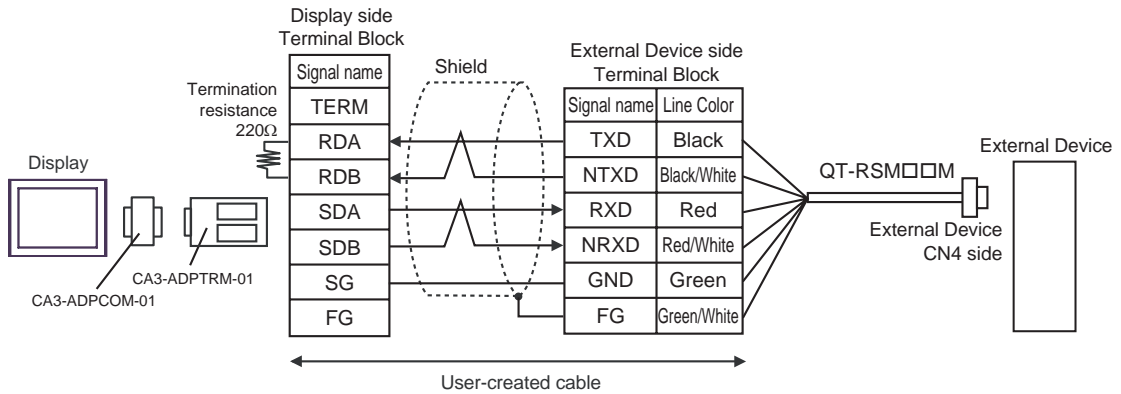 Display side
Terminal Block
Signal name
TERM
RDA
RDB
SDA
SDB
SG
FG
Termination
resistance
220Ω
Shield
External Device side
Terminal Block
Signal name Line Color
TXD Black
NTXD Black/White
RXD Red
NRXD Red/White
GND Green
FG Green/White
Display
CA3-ADPCOM-01
CA3-ADPTRM-01
QT-RSM□□M
External Device
External Device
CN4 side
User-created cable